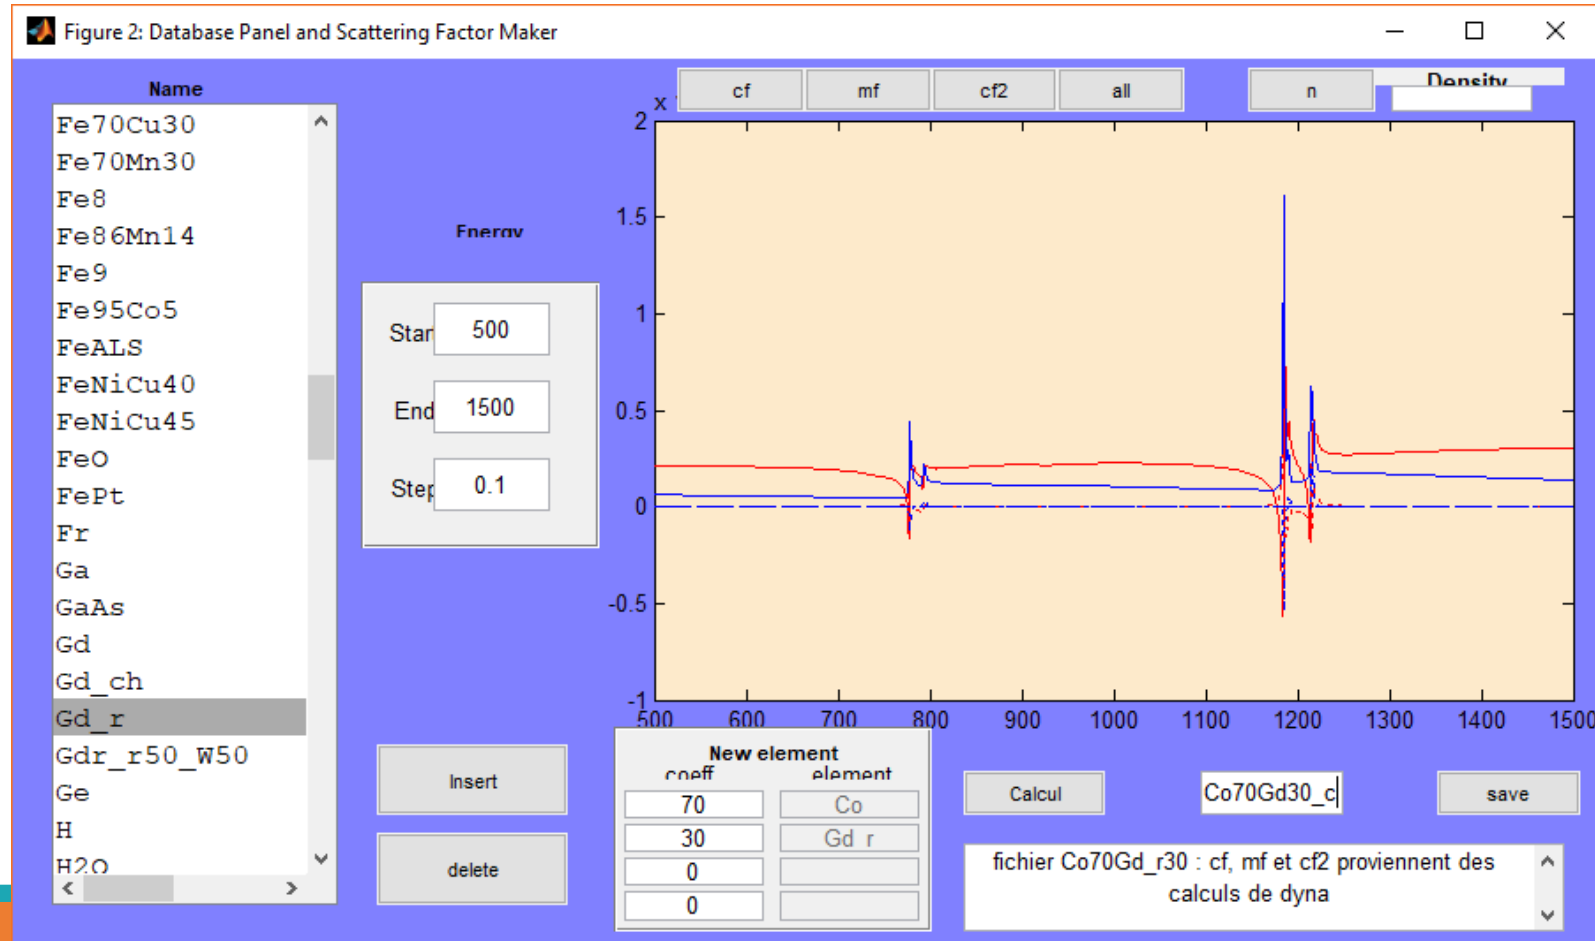 Figure 2: Database Panel and Scattering Factor Maker
Name
Fe70Cu30
Fe70Mn30
Fe8
Fe86Mn14
Fe9
Fe95Co5
FeALS
FeNiCu40
FeNiCu45
FeO
FePt
Fr
Ga
GaAs
Gd
Gd_ch
Gd_r
Gdr_r50_W50
Ge
H
H2O
Energy
Star 500
End 1500
Step 0.1
Insert
delete
cf mf cf2 all n Density
x
2
1.5
1
0.5
0
-0.5
-1
500 600 700 800 900 1000 1100 1200 1300 1400 1500
New element
coeff element
70 Co
30 Gd r
0
0
Calcul Co70Gd30_c save
fichier Co70Gd_r30 : cf, mf et cf2 proviennent des
calculs de dyna